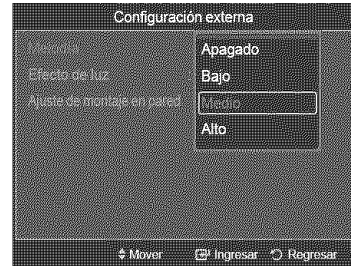 Configuración externa
Melodía Apagado
Efecto de luz Bajo
Ajuste de montaje en pared Medio
Alto
Mover Ingresar Regresar